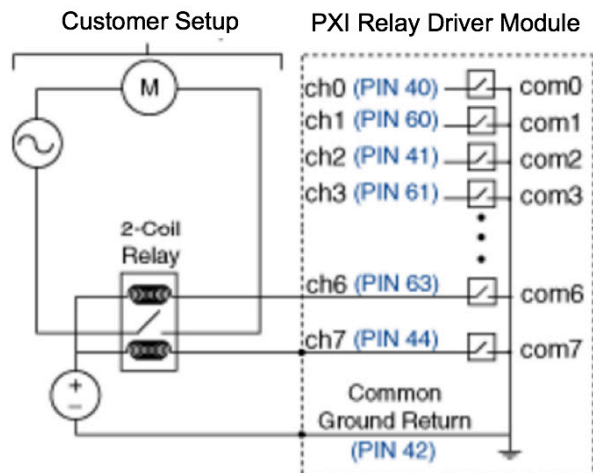 Customer Setup
PXI Relay Driver Module
M
ch0 (PIN 40)
com0
ch1 (PIN 60)
com1
ch2 (PIN 41)
com2
ch3 (PIN 61)
com3
2-Coil
Relay
ch6 (PIN 63)
com6
ch7 (PIN 44)
com7
+
−
Common
Ground Return
(PIN 42)